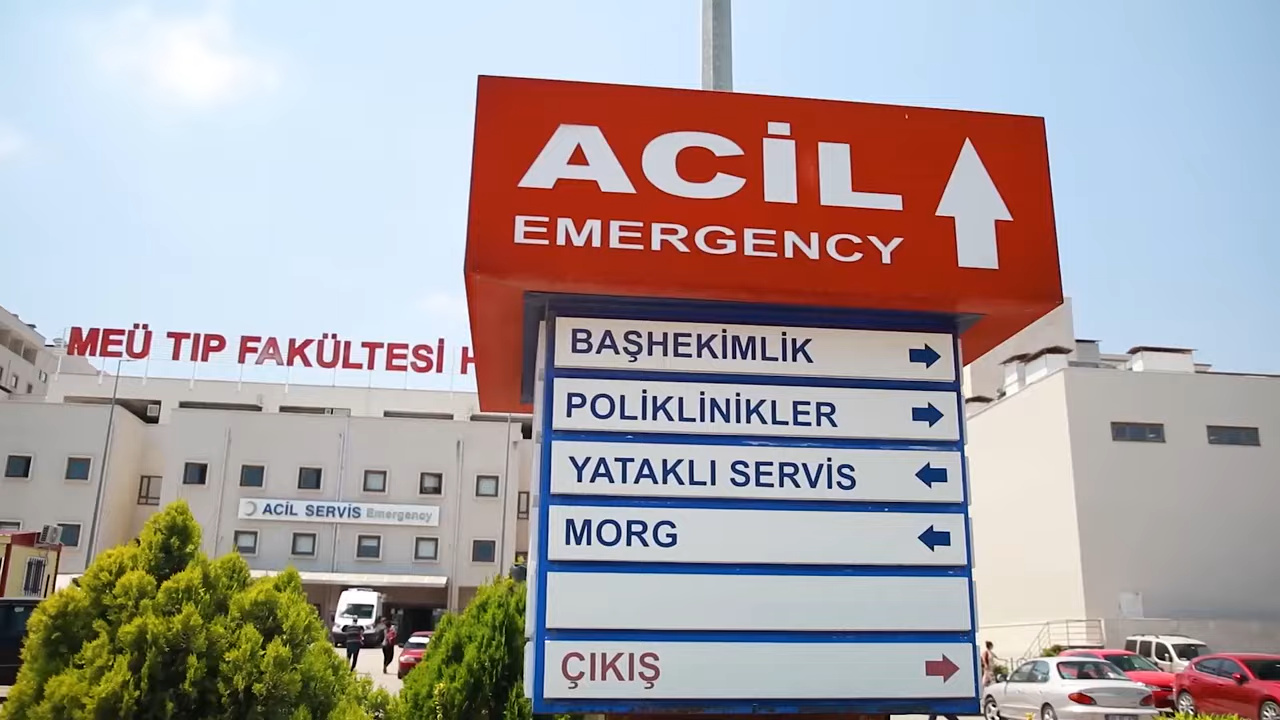 ACİL
EMERGENCY
BAŞHEKİMLİK
POLİKLİNİKLER
YATAKLI SERVİS
MORG
ÇIKIŞ
MEÜ TIP FAKÜLTESİ
ACİL SERVİS Emergency